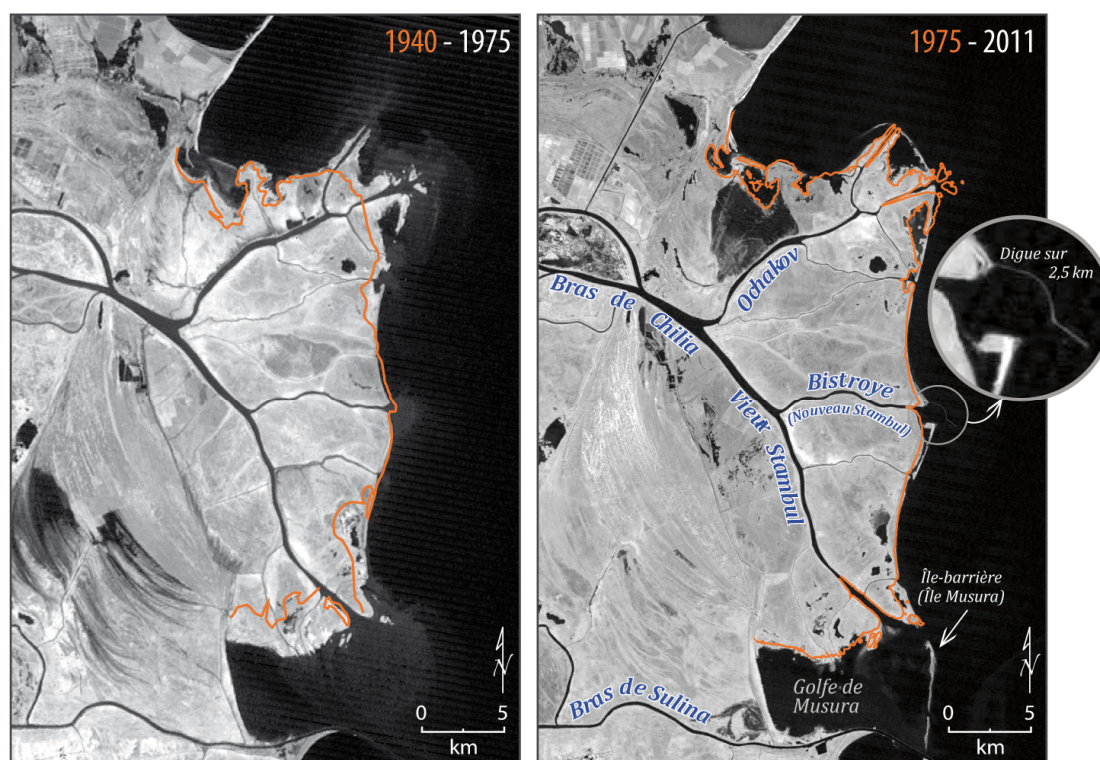 1940 - 1975
0 5
km
1975 - 2011
Digue sur
2,5 km
Bras de Chilia
Ochakov
Bistroye
(Nouveau Stambul)
Vieux Stambul
Île-barrière
(Île Musura)
Golfe de
Musura
Bras de Sulina
N
0 5
km